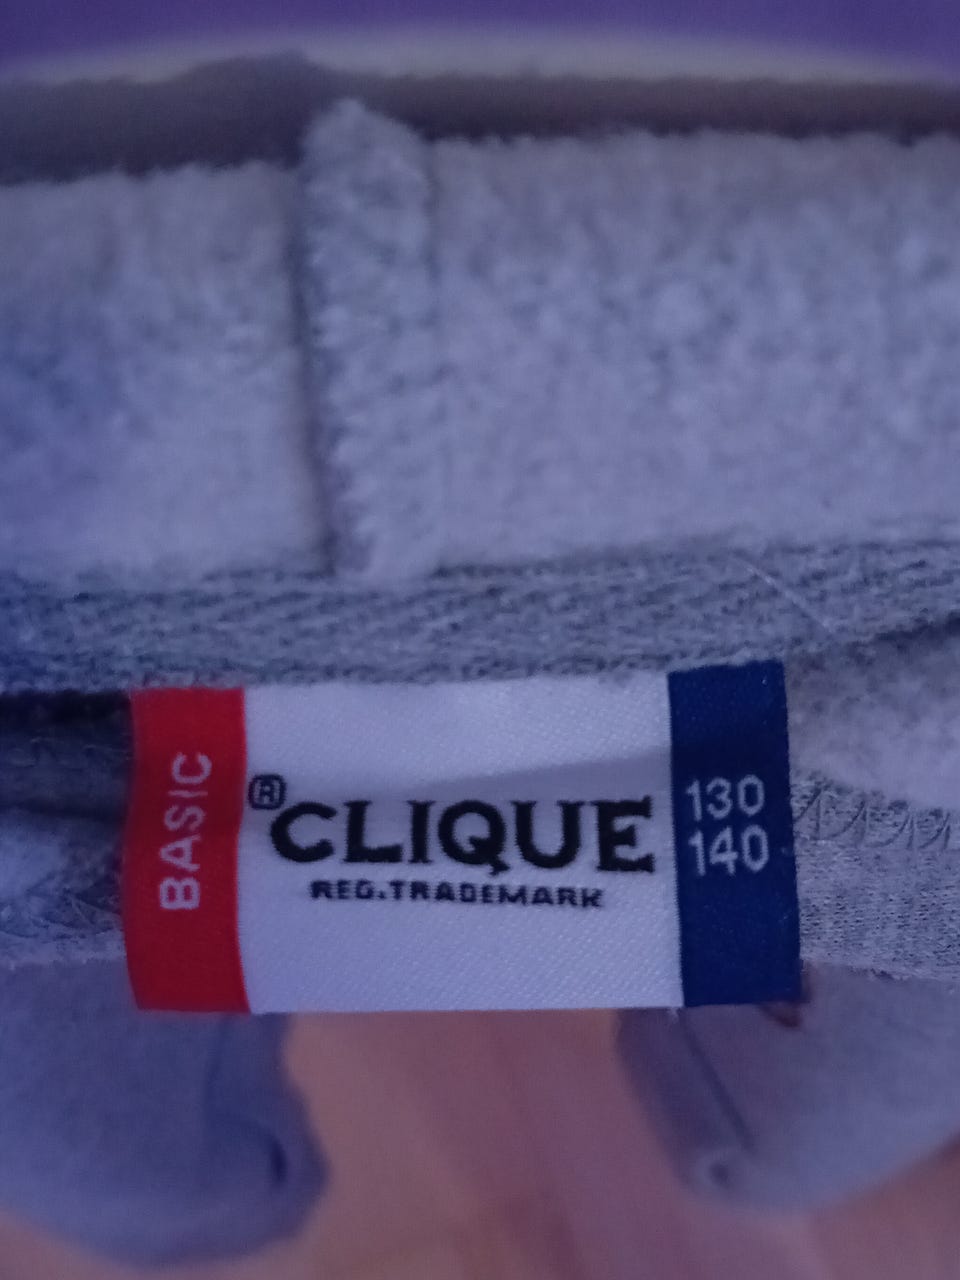 BASIC
® CLIQUE
REG.TRADEMARK
130
140